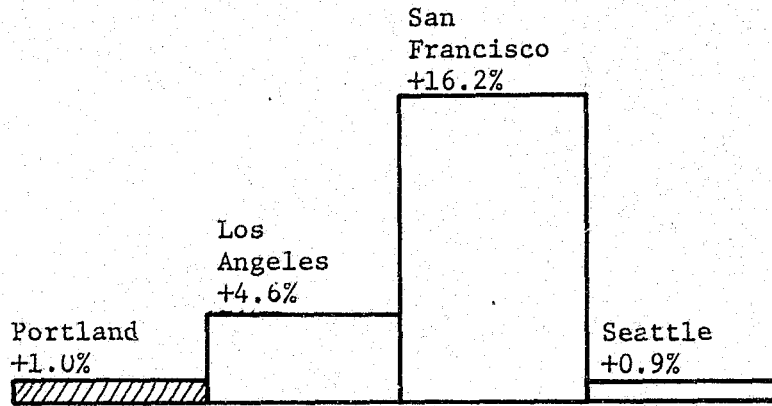 San
Francisco
+16.2%
Los
Angeles
+4.6%
Portland
+1.0%
Seattle
+0.9%